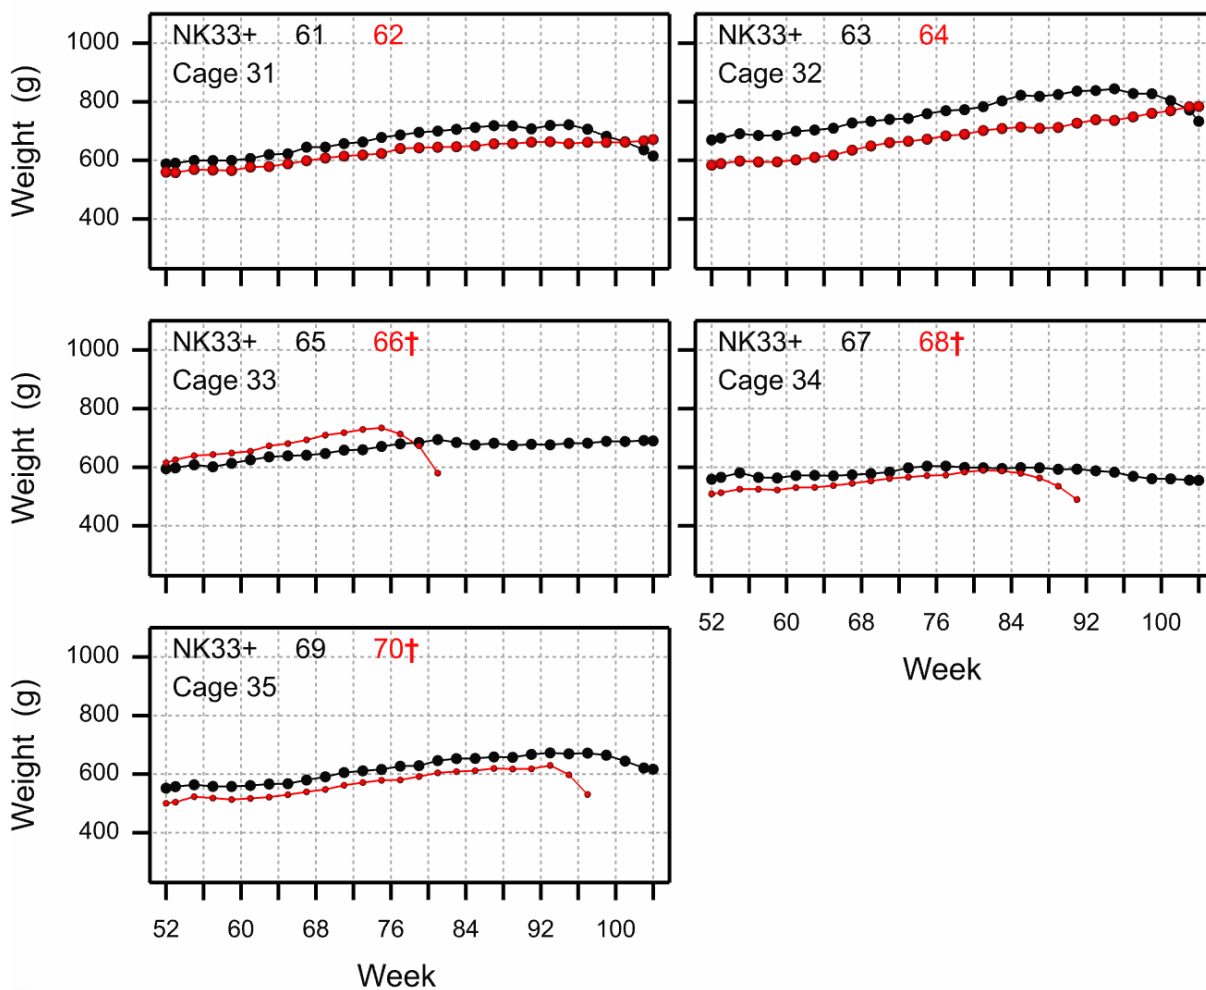 NK33+ 61 62
Cage 31
1000
800
600
400
Weight (g)
NK33+ 63 64
Cage 32
NK33+ 65 66†
Cage 33
1000
800
600
400
Weight (g)
NK33+ 67 68†
Cage 34
52 60 68 76 84 92 100
Week
NK33+ 69 70†
Cage 35
1000
800
600
400
Weight (g)
52 60 68 76 84 92 100
Week